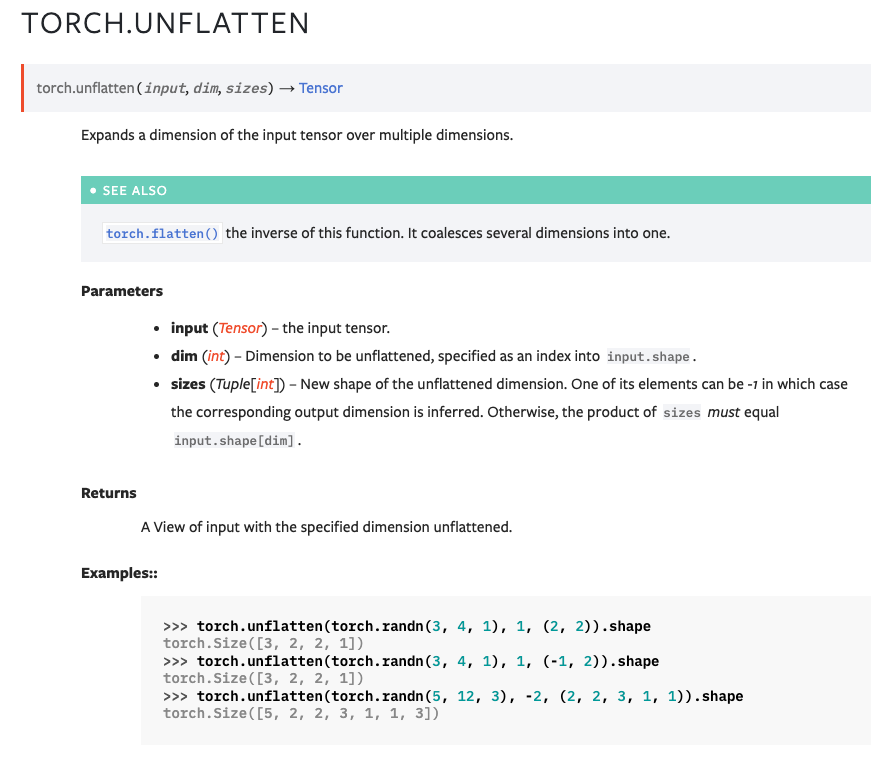 TORCH.UNFLATTEN
torch.unflatten(input, dim, sizes) → Tensor
Expands a dimension of the input tensor over multiple dimensions.
• SEE ALSO
torch.flatten() the inverse of this function. It coalesces several dimensions into one.
Parameters
• input (Tensor) – the input tensor.
• dim (int) – Dimension to be unflattened, specified as an index into input.shape.
• sizes (Tuple[int]) – New shape of the unflattened dimension. One of its elements can be -1 in which case
the corresponding output dimension is inferred. Otherwise, the product of sizes must equal
input.shape[dim].
Returns
A View of input with the specified dimension unflattened.
Examples::
>>> torch.unflatten(torch.randn(3, 4, 1), 1, (2, 2)).shape
torch.Size([3, 2, 2, 1])
>>> torch.unflatten(torch.randn(3, 4, 1), 1, (-1, 2)).shape
torch.Size([3, 2, 2, 1])
>>> torch.unflatten(torch.randn(5, 12, 3), -2, (2, 2, 3, 1, 1)).shape
torch.Size([5, 2, 2, 3, 1, 1, 3])